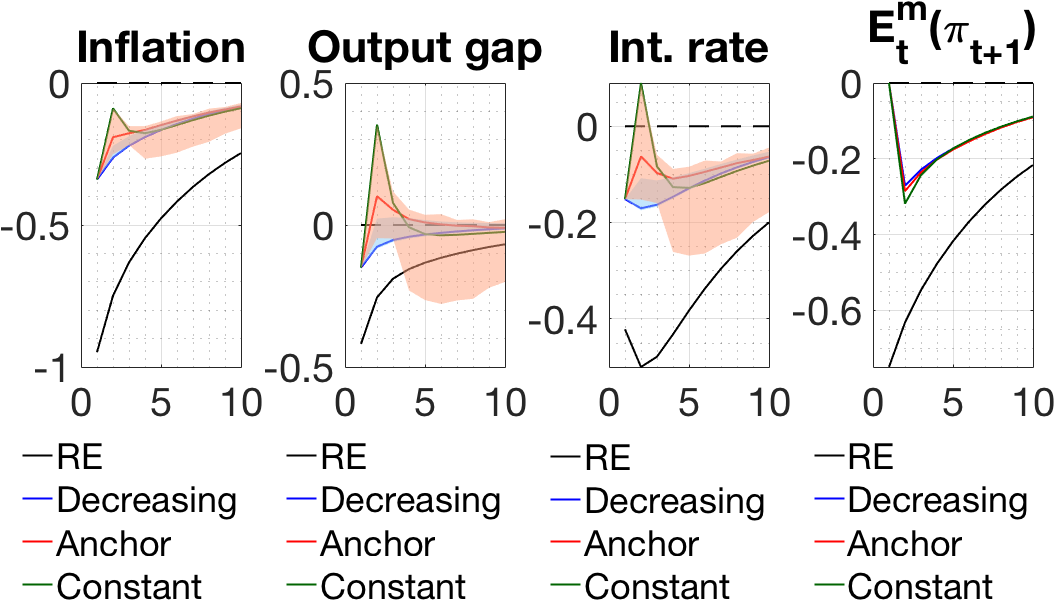 Inflation
0
-0.5
-1
0 5 10
RE
Decreasing
Anchor
Constant
Output gap
0.5
0
-0.5
0 5 10
RE
Decreasing
Anchor
Constant
Int. rate
0
-0.2
-0.4
0 5 10
RE
Decreasing
Anchor
Constant
E_t^m(π_{t+1})
0
-0.2
-0.4
-0.6
0 5 10
RE
Decreasing
Anchor
Constant